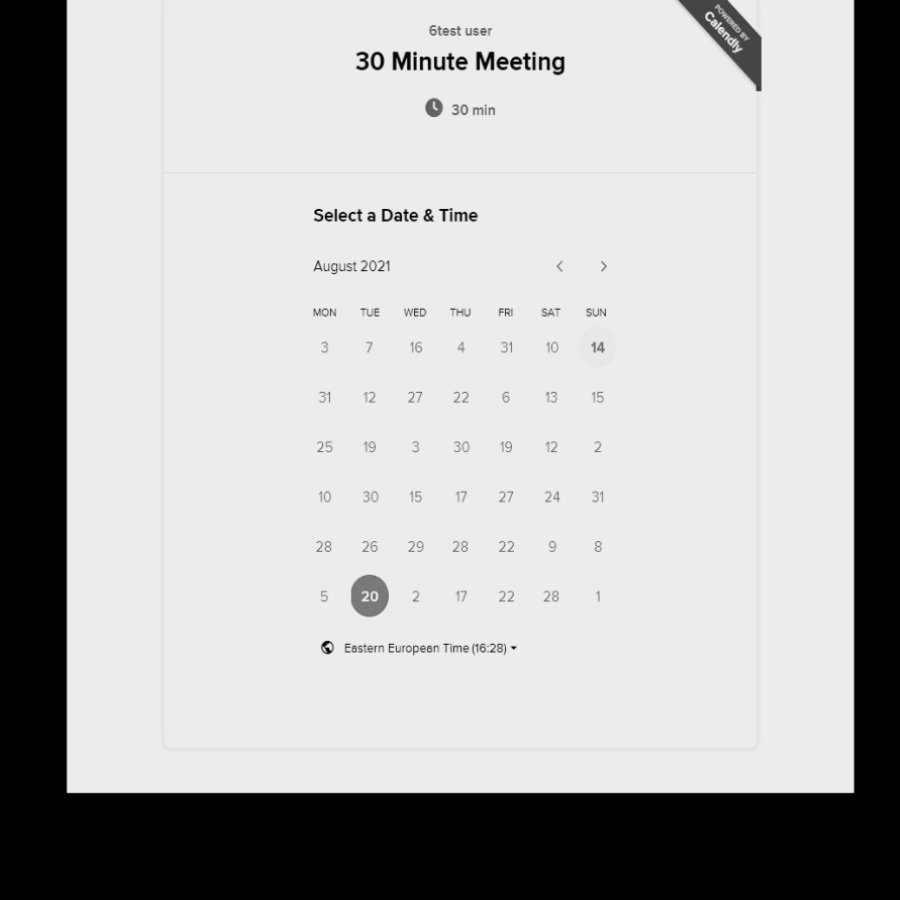 6test user
POWERED BY
Calendly
30 Minute Meeting
30 min
Select a Date & Time
August 2021
MON TUE WED THU FRI SAT SUN
3 7 16 4 31 10 14
31 12 27 22 6 13 15
25 19 3 30 19 12 2
10 30 15 17 27 24 31
28 26 29 28 22 9 8
5 20 2 17 22 28 1
Eastern European Time (16:28)